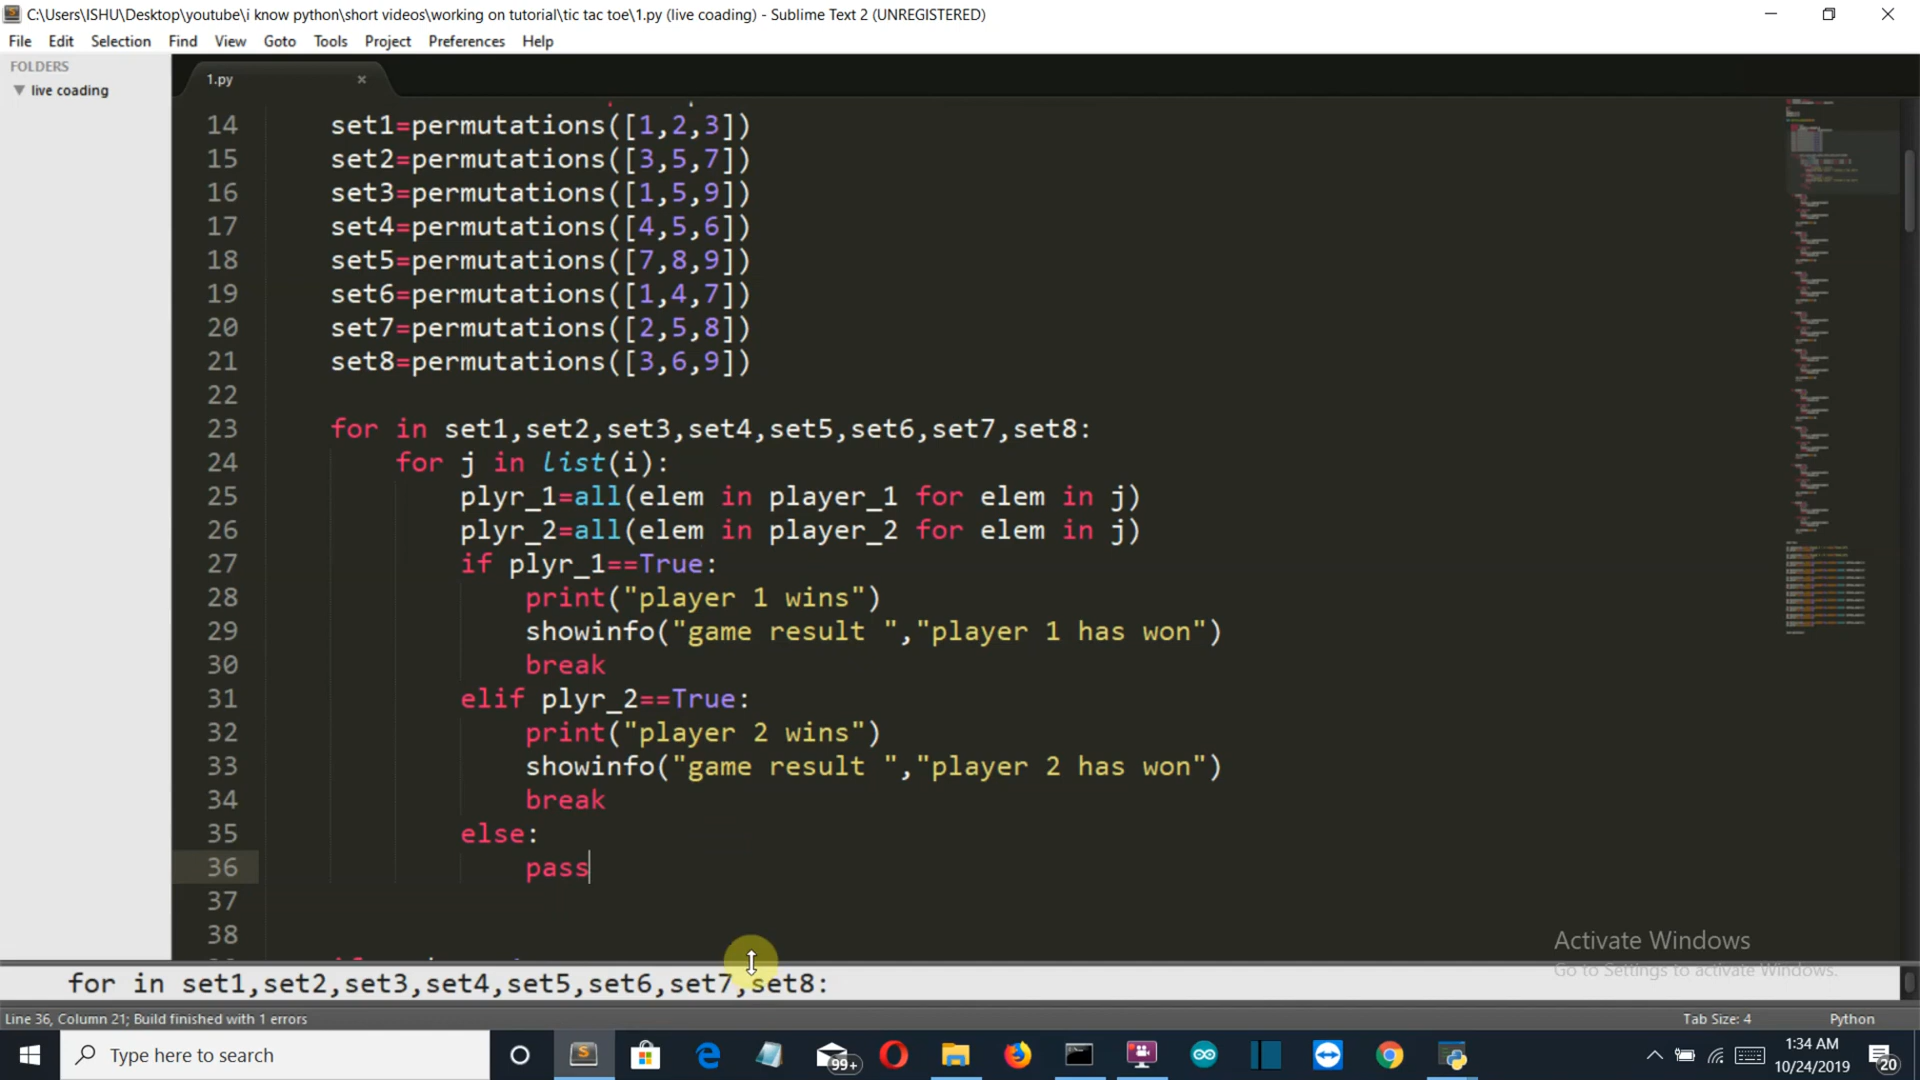 C:\Users\ISHU\Desktop\youtube\i know python\short videos\working on tutorial\tic tac toe\1.py (live coading) - Sublime Text 2 (UNREGISTERED)
File Edit Selection Find View Goto Tools Project Preferences Help
FOLDERS
live coading
1.py
14 set1=permutations([1,2,3])
15 set2=permutations([3,5,7])
16 set3=permutations([1,5,9])
17 set4=permutations([4,5,6])
18 set5=permutations([7,8,9])
19 set6=permutations([1,4,7])
20 set7=permutations([2,5,8])
21 set8=permutations([3,6,9])
22
23 for in set1,set2,set3,set4,set5,set6,set7,set8:
24 for j in list(i):
25 plyr_1=all(elem in player_1 for elem in j)
26 plyr_2=all(elem in player_2 for elem in j)
27 if plyr_1==True:
28 print("player 1 wins")
29 showinfo("game result ","player 1 has won")
30 break
31 elif plyr_2==True:
32 print("player 2 wins")
33 showinfo("game result ","player 2 has won")
34 break
35 else:
36 pass
37
38
Activate Windows
Go to Settings to activate Windows.
for in set1,set2,set3,set4,set5,set6,set7,set8:
Line 36, Column 21; Build finished with 1 errors
Tab Size: 4 Python
Type here to search
99+
1:34 AM
10/24/2019
20